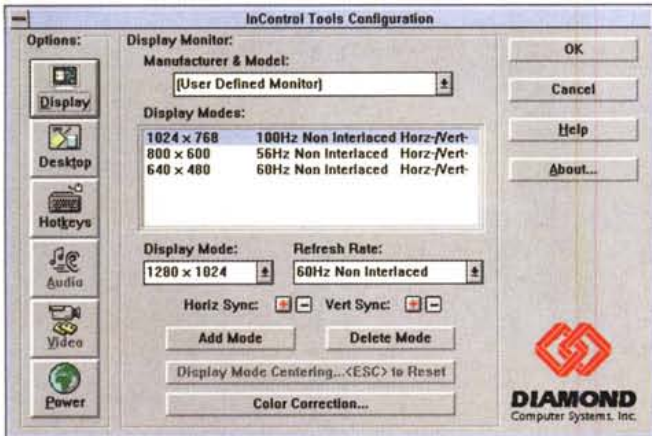 InControl Tools Configuration
Options:
Display
Desktop
Hotkeys
Audio
Video
Power
Display Monitor:
Manufacturer & Model:
(User Defined Monitor)
Display Modes:
1024 x 768 100Hz Non Interlaced Horz-/Vert-
800 x 600 56Hz Non Interlaced Horz-/Vert-
640 x 480 60Hz Non Interlaced Horz-/Vert-
Display Mode: Refresh Rate:
1280 x 1024 60Hz Non Interlaced
Horiz Sync: + - Vert Sync: + -
Add Mode Delete Mode
Display Mode Centering...<ESC> to Reset
Color Correction...
OK
Cancel
Help
About...
DIAMOND
Computer Systems, Inc.